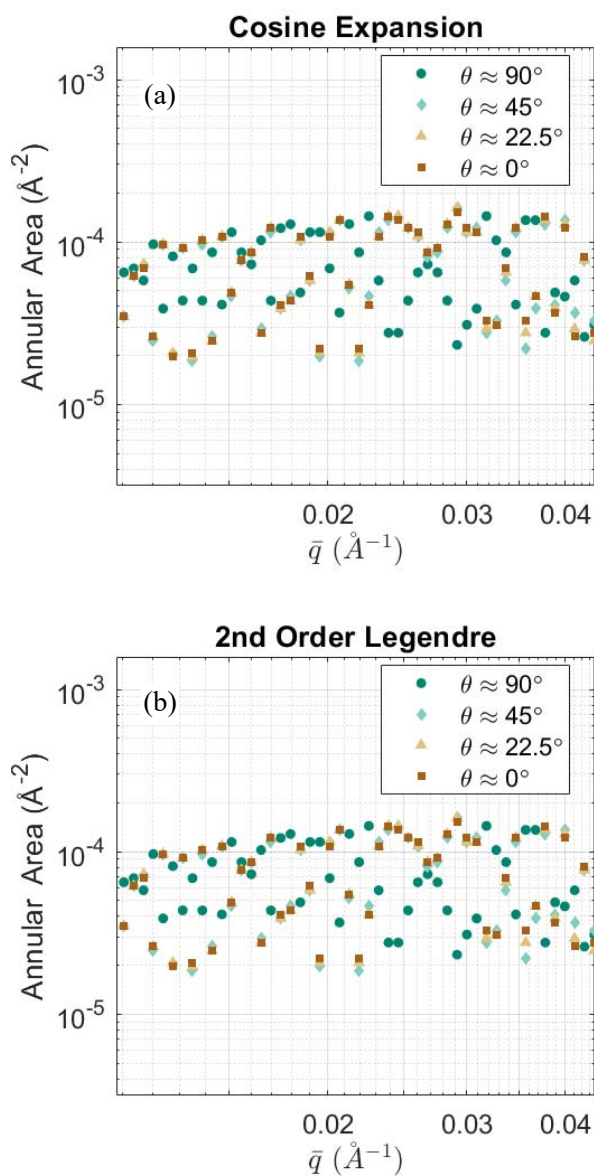 Cosine Expansion
(a)
θ ≈ 90°
θ ≈ 45°
θ ≈ 22.5°
θ ≈ 0°
10⁻³
10⁻⁴
10⁻⁵
Annular Area (Å⁻²)
0.02 0.03 0.04
q̄ (Å⁻¹)
2nd Order Legendre
(b)
θ ≈ 90°
θ ≈ 45°
θ ≈ 22.5°
θ ≈ 0°
10⁻³
10⁻⁴
10⁻⁵
Annular Area (Å⁻²)
0.02 0.03 0.04
q̄ (Å⁻¹)